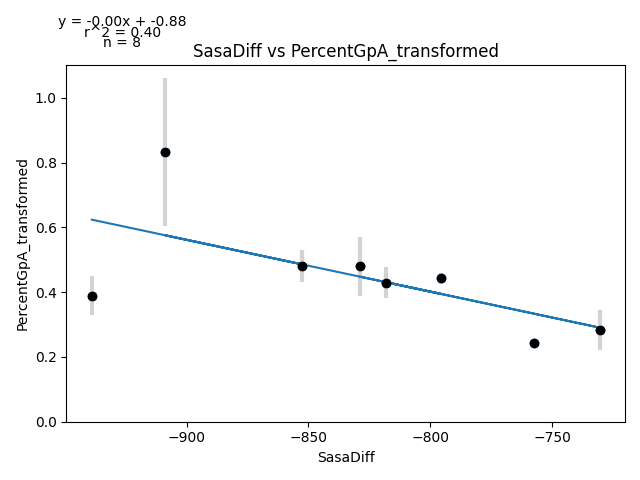 y = -0.00x + -0.88
r^2 = 0.40
n = 8
SasaDiff vs PercentGpA_transformed
PercentGpA_transformed
1.0
0.8
0.6
0.4
0.2
0.0
−900
−850
−800
−750
SasaDiff